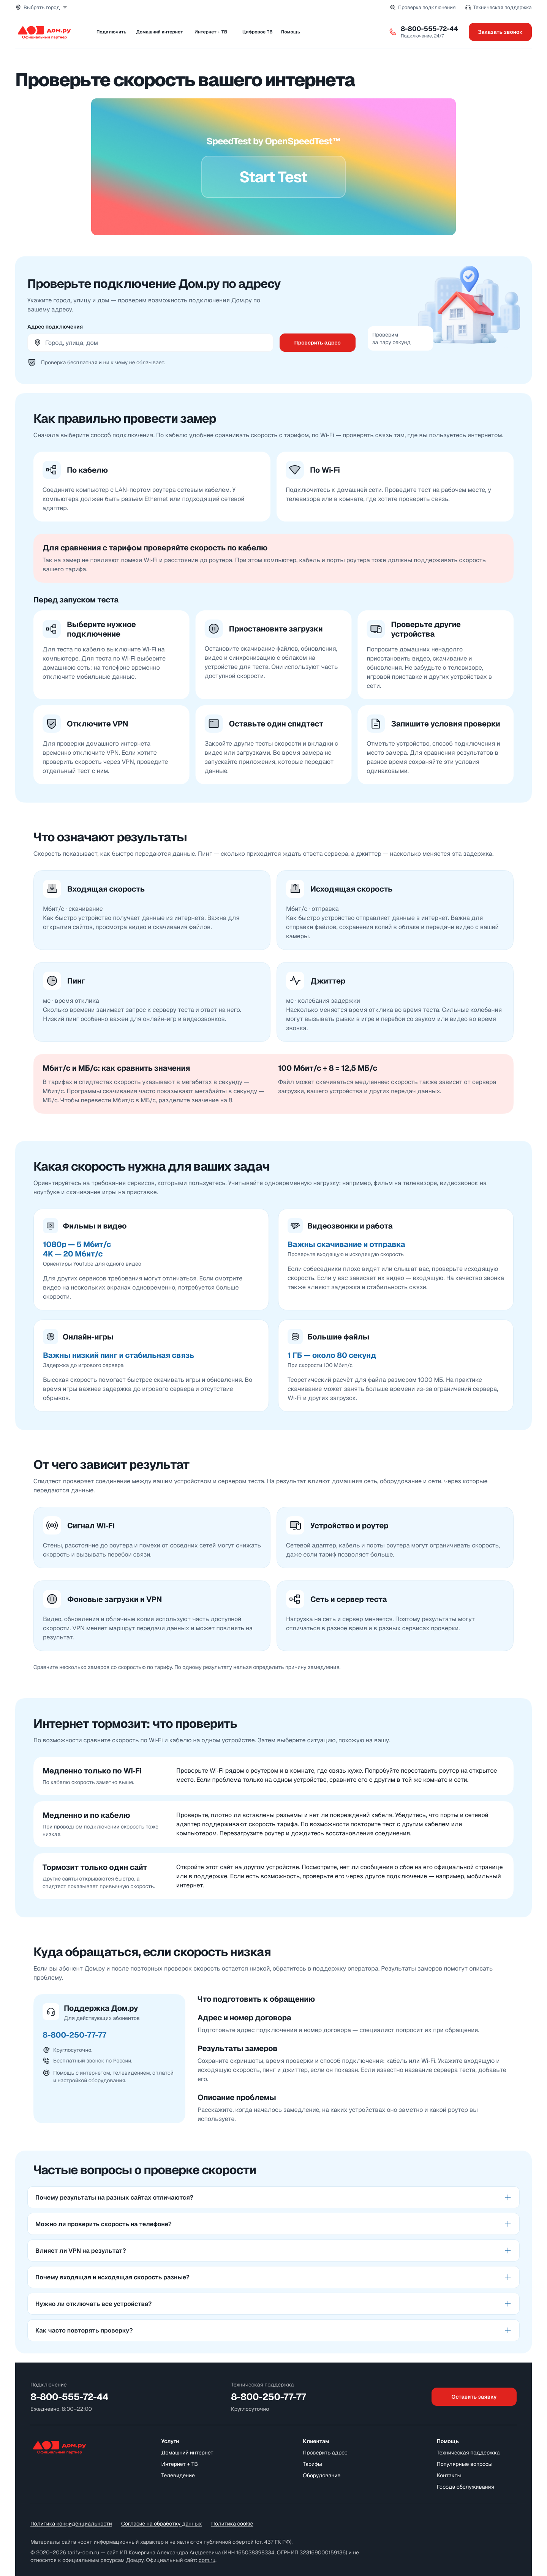 Выбрать город
Проверка подключения
Техническая поддержка
дом.ру
Официальный партнер
Подключить
Домашний интернет
Интернет + ТВ
Цифровое ТВ
Помощь
8-800-555-72-44
Подключение, 24/7
Заказать звонок
Проверьте скорость вашего интернета
SpeedTest by OpenSpeedTest™
Start Test
Проверьте подключение Дом.ру по адресу
Укажите город, улицу и дом — проверим возможность подключения Дом.ру по
вашему адресу.
Адрес подключения
Город, улица, дом
Проверить адрес
Проверим
за пару секунд
Проверка бесплатная и ни к чему не обязывает.
Как правильно провести замер
Сначала выберите способ подключения. По кабелю удобнее сравнивать скорость с тарифом, по Wi-Fi — проверять связь там, где вы пользуетесь интернетом.
По кабелю
Соедините компьютер с LAN-портом роутера сетевым кабелем. У
компьютера должен быть разъем Ethernet или подходящий сетевой
адаптер.
По Wi-Fi
Подключитесь к домашней сети. Проведите тест на рабочем месте, у
телевизора или в комнате, где хотите проверить связь.
Для сравнения с тарифом проверяйте скорость по кабелю
Так на замер не повлияют помехи Wi-Fi и расстояние до роутера. При этом компьютер, кабель и порты роутера тоже должны поддерживать скорость
вашего тарифа.
Перед запуском теста
Выберите нужное
подключение
Для теста по кабелю выключите Wi-Fi на
компьютере. Для теста по Wi-Fi выберите
домашнюю сеть; на телефоне временно
отключите мобильные данные.
Приостановите загрузки
Остановите скачивание файлов, обновления,
видео и синхронизацию с облаком на
устройстве для теста. Они используют часть
доступной скорости.
Проверьте другие
устройства
Попросите домашних ненадолго
приостановить видео, скачивание и
обновления. Не забудьте о телевизоре,
игровой приставке и других устройствах в
сети.
Отключите VPN
Для проверки домашнего интернета
временно отключите VPN. Если хотите
проверить скорость через VPN, проведите
отдельный тест с ним.
Оставьте один спидтест
Закройте другие тесты скорости и вкладки с
видео или загрузками. Во время замера не
запускайте приложения, которые передают
данные.
Запишите условия проверки
Отметьте устройство, способ подключения и
место замера. Для сравнения результатов в
разное время сохраняйте эти условия
одинаковыми.
Что означают результаты
Скорость показывает, как быстро передаются данные. Пинг — сколько приходится ждать ответа сервера, а джиттер — насколько меняется эта задержка.
Входящая скорость
Мбит/с · скачивание
Как быстро устройство получает данные из интернета. Важна для
открытия сайтов, просмотра видео и скачивания файлов.
Исходящая скорость
Мбит/с · отправка
Как быстро устройство отправляет данные в интернет. Важна для
отправки файлов, сохранения копий в облаке и передачи видео с вашей
камеры.
Пинг
мс · время отклика
Сколько времени занимает запрос к серверу теста и ответ на него.
Низкий пинг особенно важен для онлайн-игр и видеозвонков.
Джиттер
мс · колебания задержки
Насколько меняется время отклика во время теста. Сильные колебания
могут вызывать рывки в игре и перебои со звуком или видео во время
звонка.
Мбит/с и МБ/с: как сравнить значения
В тарифах и спидтестах скорость указывают в мегабитах в секунду —
Мбит/с. Программы скачивания часто показывают мегабайты в секунду —
МБ/с. Чтобы перевести Мбит/с в МБ/с, разделите значение на 8.
100 Мбит/с ÷ 8 = 12,5 МБ/с
Файл может скачиваться медленнее: скорость также зависит от сервера
загрузки, вашего устройства и других передач данных.
Какая скорость нужна для ваших задач
Ориентируйтесь на требования сервисов, которыми пользуетесь. Учитывайте одновременную нагрузку: например, фильм на телевизоре, видеозвонок на
ноутбуке и скачивание игры на приставке.
Фильмы и видео
1080p — 5 Мбит/с
4K — 20 Мбит/с
Ориентиры YouTube для одного видео
Для других сервисов требования могут отличаться. Если смотрите
видео на нескольких экранах одновременно, потребуется больше
скорости.
Видеозвонки и работа
Важны скачивание и отправка
Проверьте входящую и исходящую скорость
Если собеседники плохо видят или слышат вас, проверьте исходящую
скорость. Если у вас зависает их видео — входящую. На качество звонка
также влияют задержка и стабильность связи.
Онлайн-игры
Важны низкий пинг и стабильная связь
Задержка до игрового сервера
Высокая скорость помогает быстрее скачивать игры и обновления. Во
время игры важнее задержка до игрового сервера и отсутствие
обрывов.
Большие файлы
1 ГБ — около 80 секунд
При скорости 100 Мбит/с
Теоретический расчёт для файла размером 1000 МБ. На практике
скачивание может занять больше времени из-за ограничений сервера,
Wi-Fi и других загрузок.
От чего зависит результат
Спидтест проверяет соединение между вашим устройством и сервером теста. На результат влияют домашняя сеть, оборудование и сети, через которые
передаются данные.
Сигнал Wi-Fi
Стены, расстояние до роутера и помехи от соседних сетей могут снижать
скорость и вызывать перебои связи.
Устройство и роутер
Сетевой адаптер, кабель и порты роутера могут ограничивать скорость,
даже если тариф позволяет больше.
Фоновые загрузки и VPN
Видео, обновления и облачные копии используют часть доступной
скорости. VPN меняет маршрут передачи данных и может повлиять на
результат.
Сеть и сервер теста
Нагрузка на сеть и сервер меняется. Поэтому результаты могут
отличаться в разное время и в разных сервисах проверки.
Сравните несколько замеров со скоростью по тарифу. По одному результату нельзя определить причину замедления.
Интернет тормозит: что проверить
По возможности сравните скорость по Wi-Fi и кабелю на одном устройстве. Затем выберите ситуацию, похожую на вашу.
Медленно только по Wi-Fi
По кабелю скорость заметно выше.
Проверьте Wi-Fi рядом с роутером и в комнате, где связь хуже. Попробуйте переставить роутер на открытое
место. Если проблема только на одном устройстве, сравните его с другим в той же комнате и сети.
Медленно и по кабелю
При проводном подключении скорость тоже
низкая.
Проверьте, плотно ли вставлены разъемы и нет ли повреждений кабеля. Убедитесь, что порты и сетевой
адаптер поддерживают скорость тарифа. По возможности повторите тест с другим кабелем или
компьютером. Перезагрузите роутер и дождитесь восстановления соединения.
Тормозит только один сайт
Другие сайты открываются быстро, а
спидтест показывает привычную скорость.
Откройте этот сайт на другом устройстве. Посмотрите, нет ли сообщения о сбое на его официальной странице
или в поддержке. Если есть возможность, проверьте его через другое подключение — например, мобильный
интернет.
Куда обращаться, если скорость низкая
Если вы абонент Дом.ру и после повторных проверок скорость остается низкой, обратитесь в поддержку оператора. Результаты замеров помогут описать
проблему.
Поддержка Дом.ру
Для действующих абонентов
8-800-250-77-77
Круглосуточно.
Бесплатный звонок по России.
Помощь с интернетом, телевидением, оплатой
и настройкой оборудования.
Что подготовить к обращению
Адрес и номер договора
Подготовьте адрес подключения и номер договора — специалист попросит их при обращении.
Результаты замеров
Сохраните скриншоты, время проверки и способ подключения: кабель или Wi-Fi. Укажите входящую и
исходящую скорость, пинг и джиттер, если он показан. Если известно название сервера теста, добавьте
его.
Описание проблемы
Расскажите, когда началось замедление, на каких устройствах оно заметно и какой роутер вы
используете.
Частые вопросы о проверке скорости
Почему результаты на разных сайтах отличаются?
Можно ли проверить скорость на телефоне?
Влияет ли VPN на результат?
Почему входящая и исходящая скорость разные?
Нужно ли отключать все устройства?
Как часто повторять проверку?
Подключение
8-800-555-72-44
Ежедневно, 8:00–22:00
Техническая поддержка
8-800-250-77-77
Круглосуточно
Оставить заявку
дом.ру
Официальный партнер
Услуги
Домашний интернет
Интернет + ТВ
Телевидение
Клиентам
Проверить адрес
Тарифы
Оборудование
Помощь
Техническая поддержка
Популярные вопросы
Контакты
Города обслуживания
Политика конфиденциальности
Согласие на обработку данных
Политика cookie
Материалы сайта носят информационный характер и не являются публичной офертой (ст. 437 ГК РФ).
© 2020–2026 tarify-dom.ru — сайт ИП Кочергина Александра Андреевича (ИНН 165038398334, ОГРНИП 323169000159136) и не
относится к официальным ресурсам Дом.ру. Официальный сайт: dom.ru.